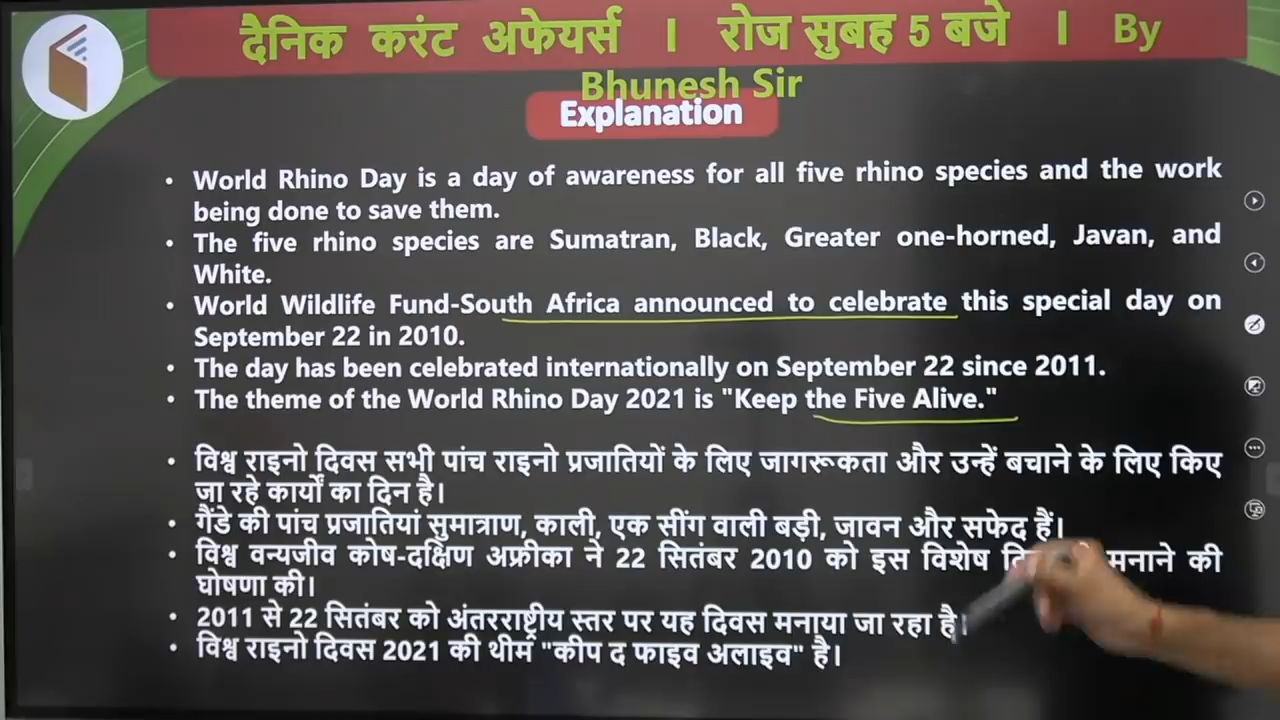 दैनिक करंट अफेयर्स । रोज सुबह 5 बजे । By
Bhunesh Sir
Explanation
• World Rhino Day is a day of awareness for all five rhino species and the work
being done to save them.
• The five rhino species are Sumatran, Black, Greater one-horned, Javan, and
White.
• World Wildlife Fund-South Africa announced to celebrate this special day on
September 22 in 2010.
• The day has been celebrated internationally on September 22 since 2011.
• The theme of the World Rhino Day 2021 is "Keep the Five Alive."
• विश्व राइनो दिवस सभी पांच राइनो प्रजातियों के लिए जागरूकता और उन्हें बचाने के लिए किए
जा रहे कार्यों का दिन है।
• गैंडे की पांच प्रजातियां सुमात्राण, काली, एक सींग वाली बड़ी, जावन और सफेद हैं।
• विश्व वन्यजीव कोष-दक्षिण अफ्रीका ने 22 सितंबर 2010 को इस विशेष मनाने की
घोषणा की।
• 2011 से 22 सितंबर को अंतरराष्ट्रीय स्तर पर यह दिवस मनाया जा रहा है।
• विश्व राइनो दिवस 2021 की थीम "कीप द फाइव अलाइव" है।